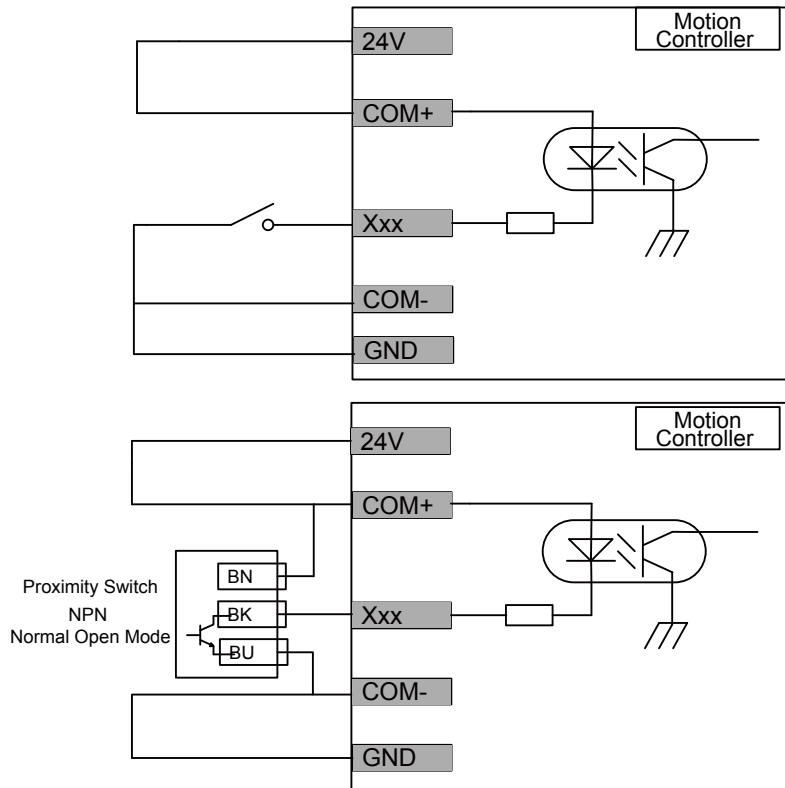 Motion
Controller
24V
COM+
Xxx
COM-
GND
Motion
Controller
24V
COM+
BN
Proximity Switch
NPN
BK
Xxx
Normal Open Mode
BU
COM-
GND